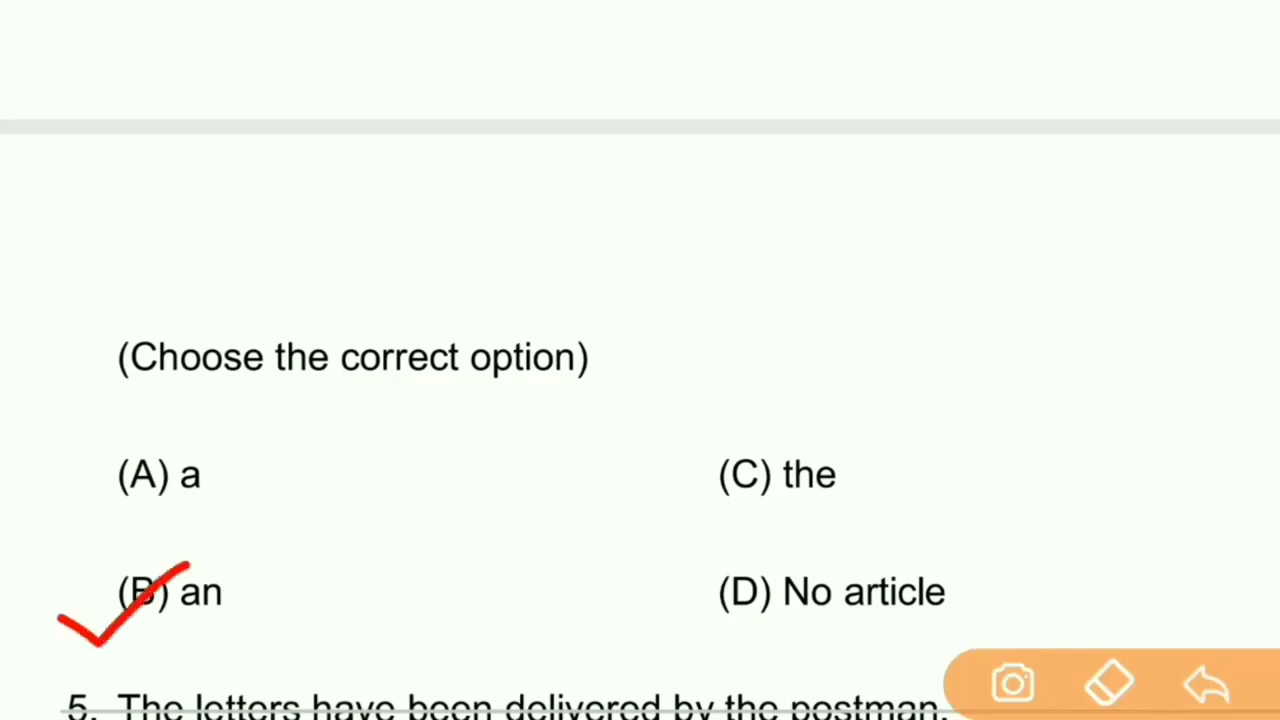 (Choose the correct option)
(A) a
(C) the
(B) an
(D) No article
5. The letters have been delivered by the postman.